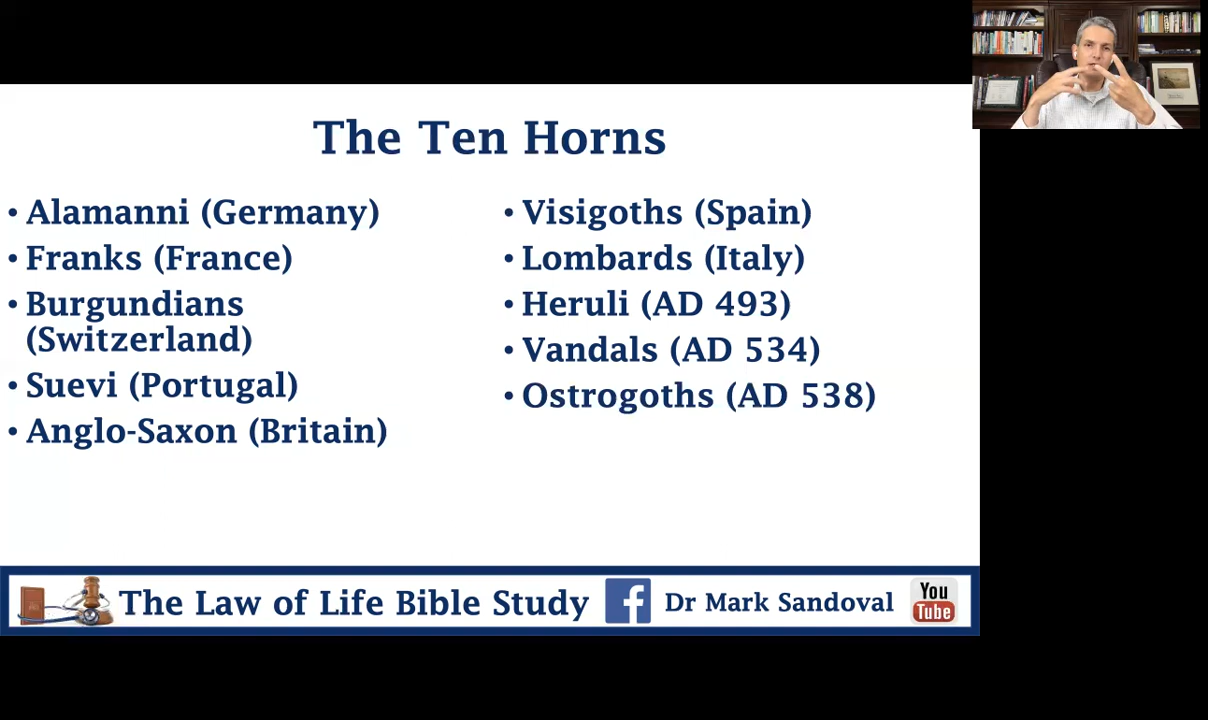 The Ten Horns
• Alamanni (Germany)
• Franks (France)
• Burgundians
(Switzerland)
• Suevi (Portugal)
• Anglo-Saxon (Britain)
• Visigoths (Spain)
• Lombards (Italy)
• Heruli (AD 493)
• Vandals (AD 534)
• Ostrogoths (AD 538)
The Law of Life Bible Study
f
Dr Mark Sandoval
You
Tube